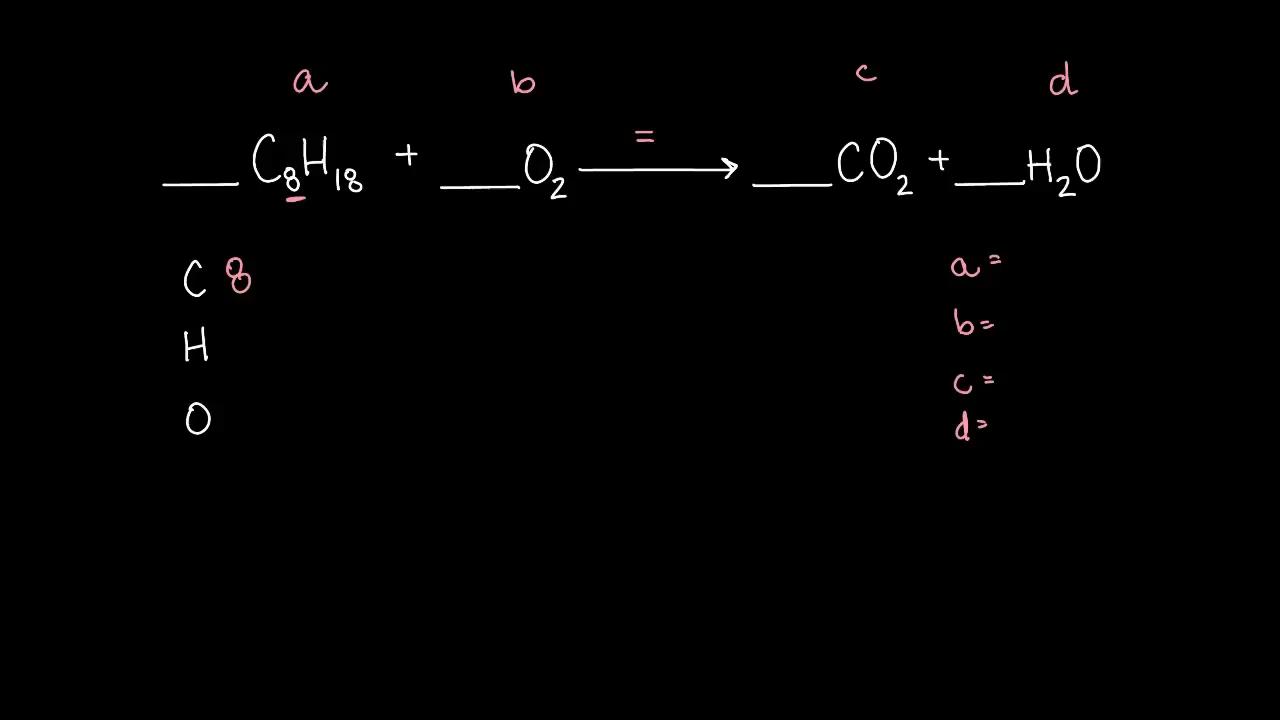 a b c d
___ C₈H₁₈ + ___ O₂ =⟶ ___ CO₂ + ___ H₂O
C 8 a =
H b =
c =
O d =